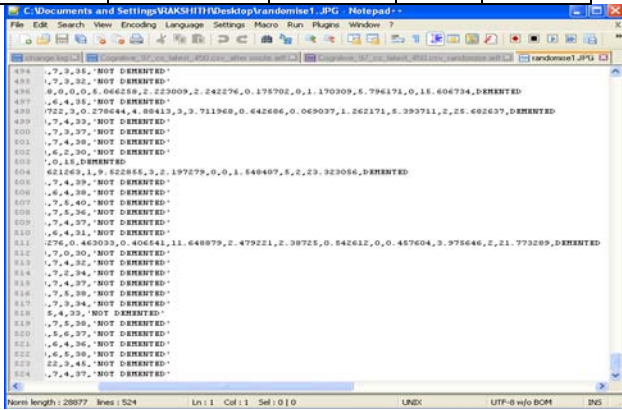 C:\Documents and Settings\RAKSHITH\Desktop\randomise1.JPG - Notepad++
File Edit Search View Encoding Language Settings Macro Run Plugins Window ? X
change.log randomise1.JPG
494 ,7,3,35,'NOT DEMENTED'
495 ,7,3,32,'NOT DEMENTED'
496 8,0,0,0,5.066258,2.223009,2.242276,0.175702,0,1.170309,5.796171,0,15.606734,DEMENTED
497 ,6,4,35,'NOT DEMENTED'
498 0722,3,0.278644,4.88413,3,3.711968,0.642686,0.069037,1.262171,5.393711,2,25.682637,DEMENTED
499 ,7,4,33,'NOT DEMENTED'
500 ,7,3,37,'NOT DEMENTED'
501 ,7,4,38,'NOT DEMENTED'
502 ,6,2,30,'NOT DEMENTED'
503 ,0,15,DEMENTED
504 621263,1,9.522855,3,2.197279,0,0,1.548487,5,2,23.323056,DEMENTED
505 ,7,4,39,'NOT DEMENTED'
506 ,6,4,38,'NOT DEMENTED'
507 ,7,5,40,'NOT DEMENTED'
508 ,7,5,36,'NOT DEMENTED'
509 ,7,4,37,'NOT DEMENTED'
510 ,6,4,31,'NOT DEMENTED'
511 276,0.463033,0.406541,11.648879,2.479221,2.38725,0.542612,0,0.457604,3.975646,2,21.773289,DEMENTED
512 ,7,0,30,'NOT DEMENTED'
513 ,7,4,32,'NOT DEMENTED'
514 ,7,2,34,'NOT DEMENTED'
515 ,7,4,37,'NOT DEMENTED'
516 ,7,5,38,'NOT DEMENTED'
517 ,7,3,34,'NOT DEMENTED'
518 5,4,33,'NOT DEMENTED'
519 ,7,5,38,'NOT DEMENTED'
520 ,5,6,37,'NOT DEMENTED'
521 ,6,4,36,'NOT DEMENTED'
522 ,6,5,38,'NOT DEMENTED'
523 22,3,45,'NOT DEMENTED'
524 ,7,4,37,'NOT DEMENTED'
Norm length : 28877 lines : 524 Ln : 1 Col : 1 Sel : 0 | 0 UNIX UTF-8 w/o BOM INS